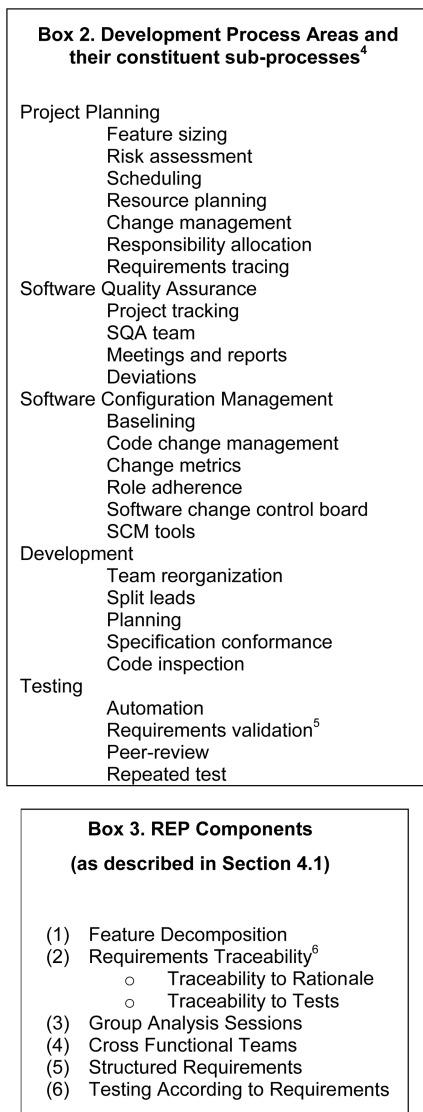 Box 2. Development Process Areas and
their constituent sub-processes4
Project Planning
Feature sizing
Risk assessment
Scheduling
Resource planning
Change management
Responsibility allocation
Requirements tracing
Software Quality Assurance
Project tracking
SQA team
Meetings and reports
Deviations
Software Configuration Management
Baselining
Code change management
Change metrics
Role adherence
Software change control board
SCM tools
Development
Team reorganization
Split leads
Planning
Specification conformance
Code inspection
Testing
Automation
Requirements validation5
Peer-review
Repeated test
Box 3. REP Components
(as described in Section 4.1)
(1) Feature Decomposition
(2) Requirements Traceability6
o Traceability to Rationale
o Traceability to Tests
(3) Group Analysis Sessions
(4) Cross Functional Teams
(5) Structured Requirements
(6) Testing According to Requirements